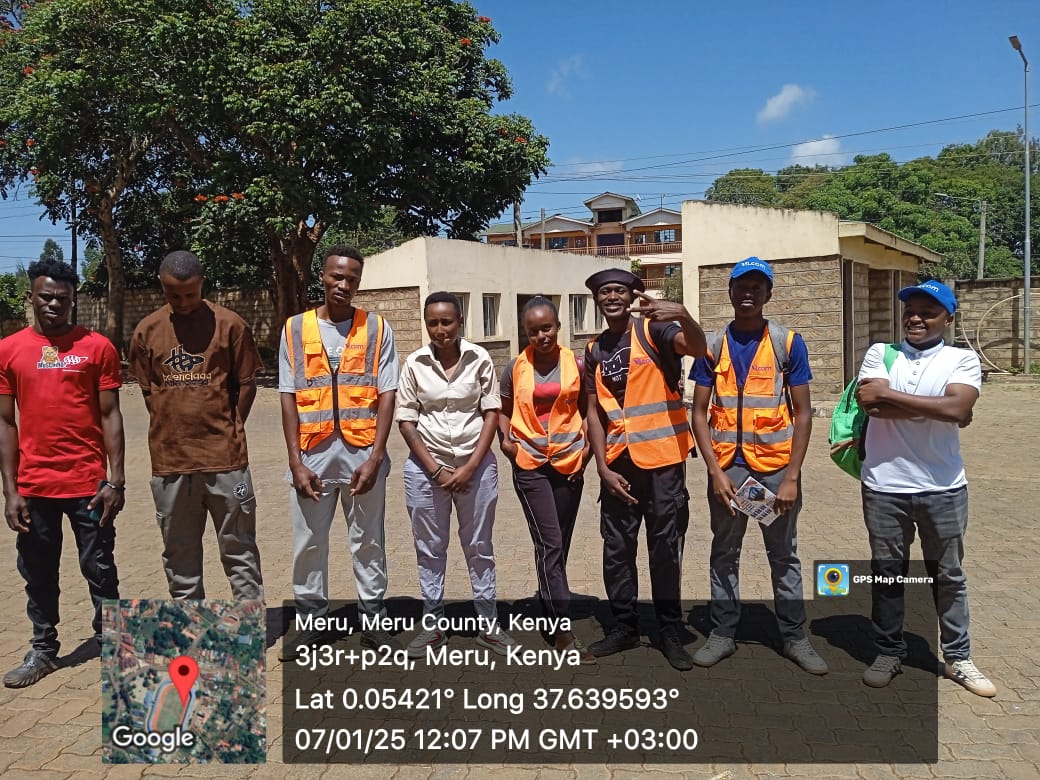 GPS Map Camera
Meru, Meru County, Kenya
3j3r+p2q, Meru, Kenya
Lat 0.05421° Long 37.639593°
07/01/25 12:07 PM GMT +03:00
Google